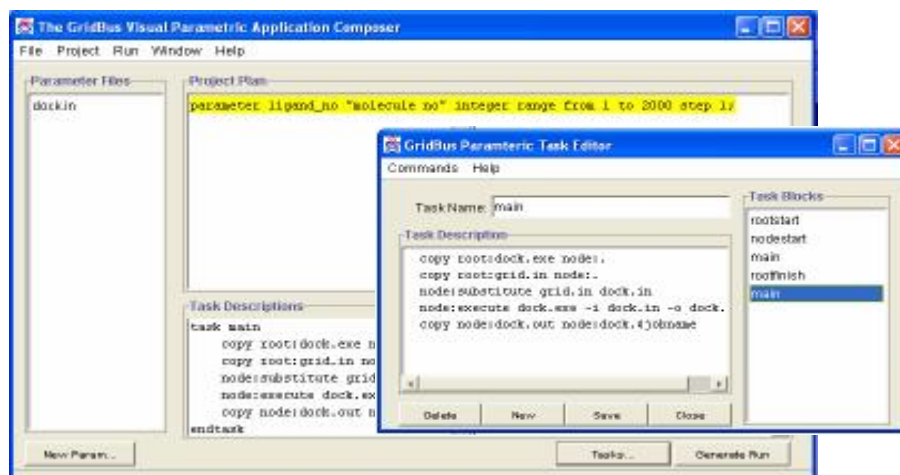 The GridBus Visual Parametric Application Composer
File Project Run Window Help
Parameter Files
dock.in
Project Plan
parameter ligand_no "molecule no" integer range from 1 to 2000 step 1;
Task Descriptions
task main
copy root:dock.exe n
copy root:grid.in no
node:substitute grid
node:execute dock.ex
copy node:dock.out n
endtask
New Param...
Tasks...
Generate Run
GridBus Paramteric Task Editor
Commands Help
Task Name: main
Task Description
copy root:dock.exe node:.
copy root:grid.in node:.
node:substitute grid.in dock.in
node:execute dock.exe -i dock.in -o dock.
copy node:dock.out node:dock.$jobname
Delete New Save Close
Task Blocks
rootstart
nodestart
main
rootfinish
main